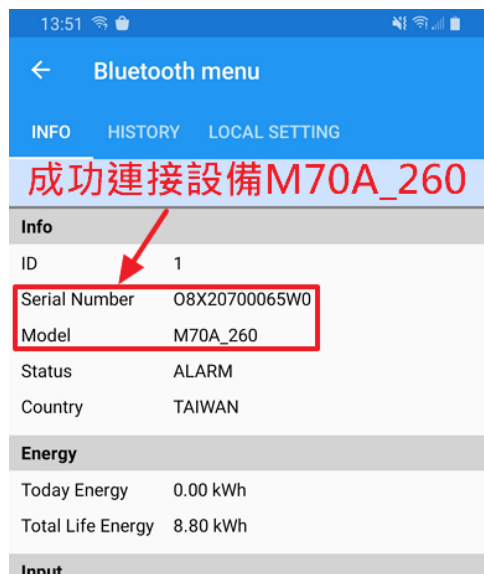 13:51
Bluetooth menu
INFO HISTORY LOCAL SETTING
成功連接設備M70A_260
Info
ID 1
Serial Number O8X20700065W0
Model M70A_260
Status ALARM
Country TAIWAN
Energy
Today Energy 0.00 kWh
Total Life Energy 8.80 kWh
Input